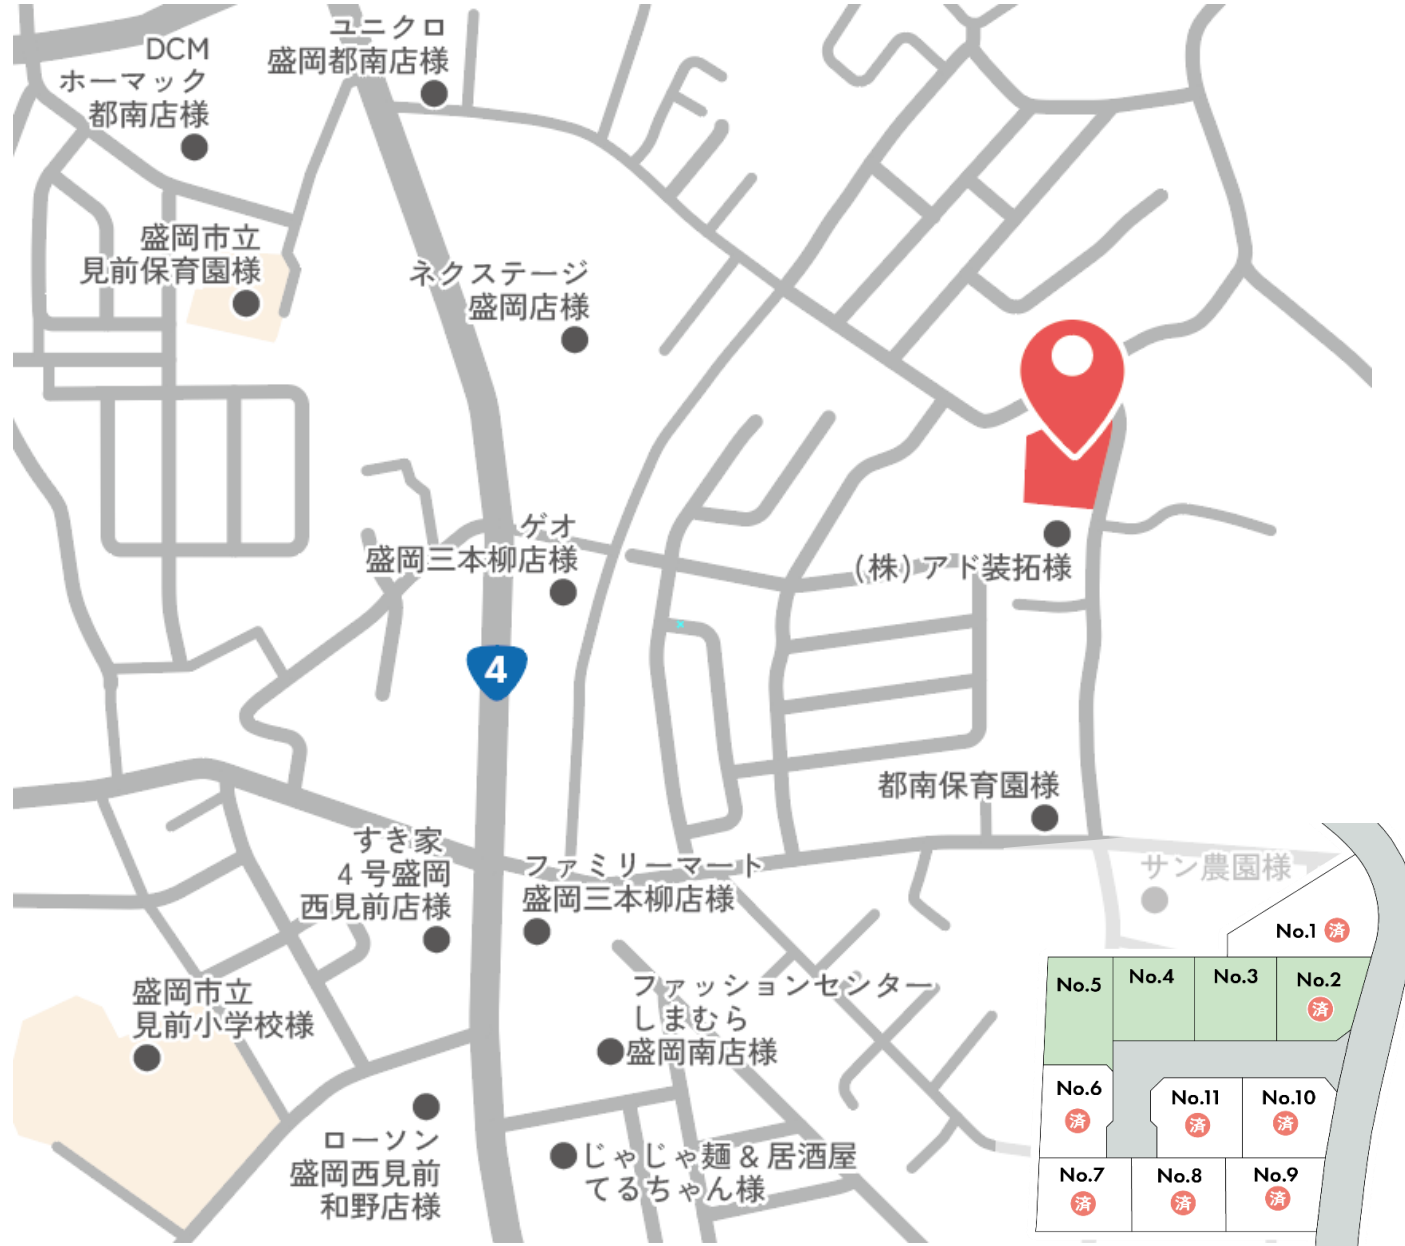 ユニクロ
盛岡都南店様
DCM
ホーマック
都南店様
盛岡市立
見前保育園様
ネクステージ
盛岡店様
ゲオ
盛岡三本柳店様
(株)アド装拓様
4
都南保育園様
すき家
4号盛岡
西見前店様
ファミリーマート
盛岡三本柳店様
サン農園様
盛岡市立
見前小学校様
ファッションセンター
しまむら
盛岡南店様
ローソン
盛岡西見前
和野店様
じゃじゃ麺&居酒屋
てるちゃん様
No.1 済
No.5
No.4
No.3
No.2
済
No.6
済
No.11
済
No.10
済
No.7
済
No.8
済
No.9
済